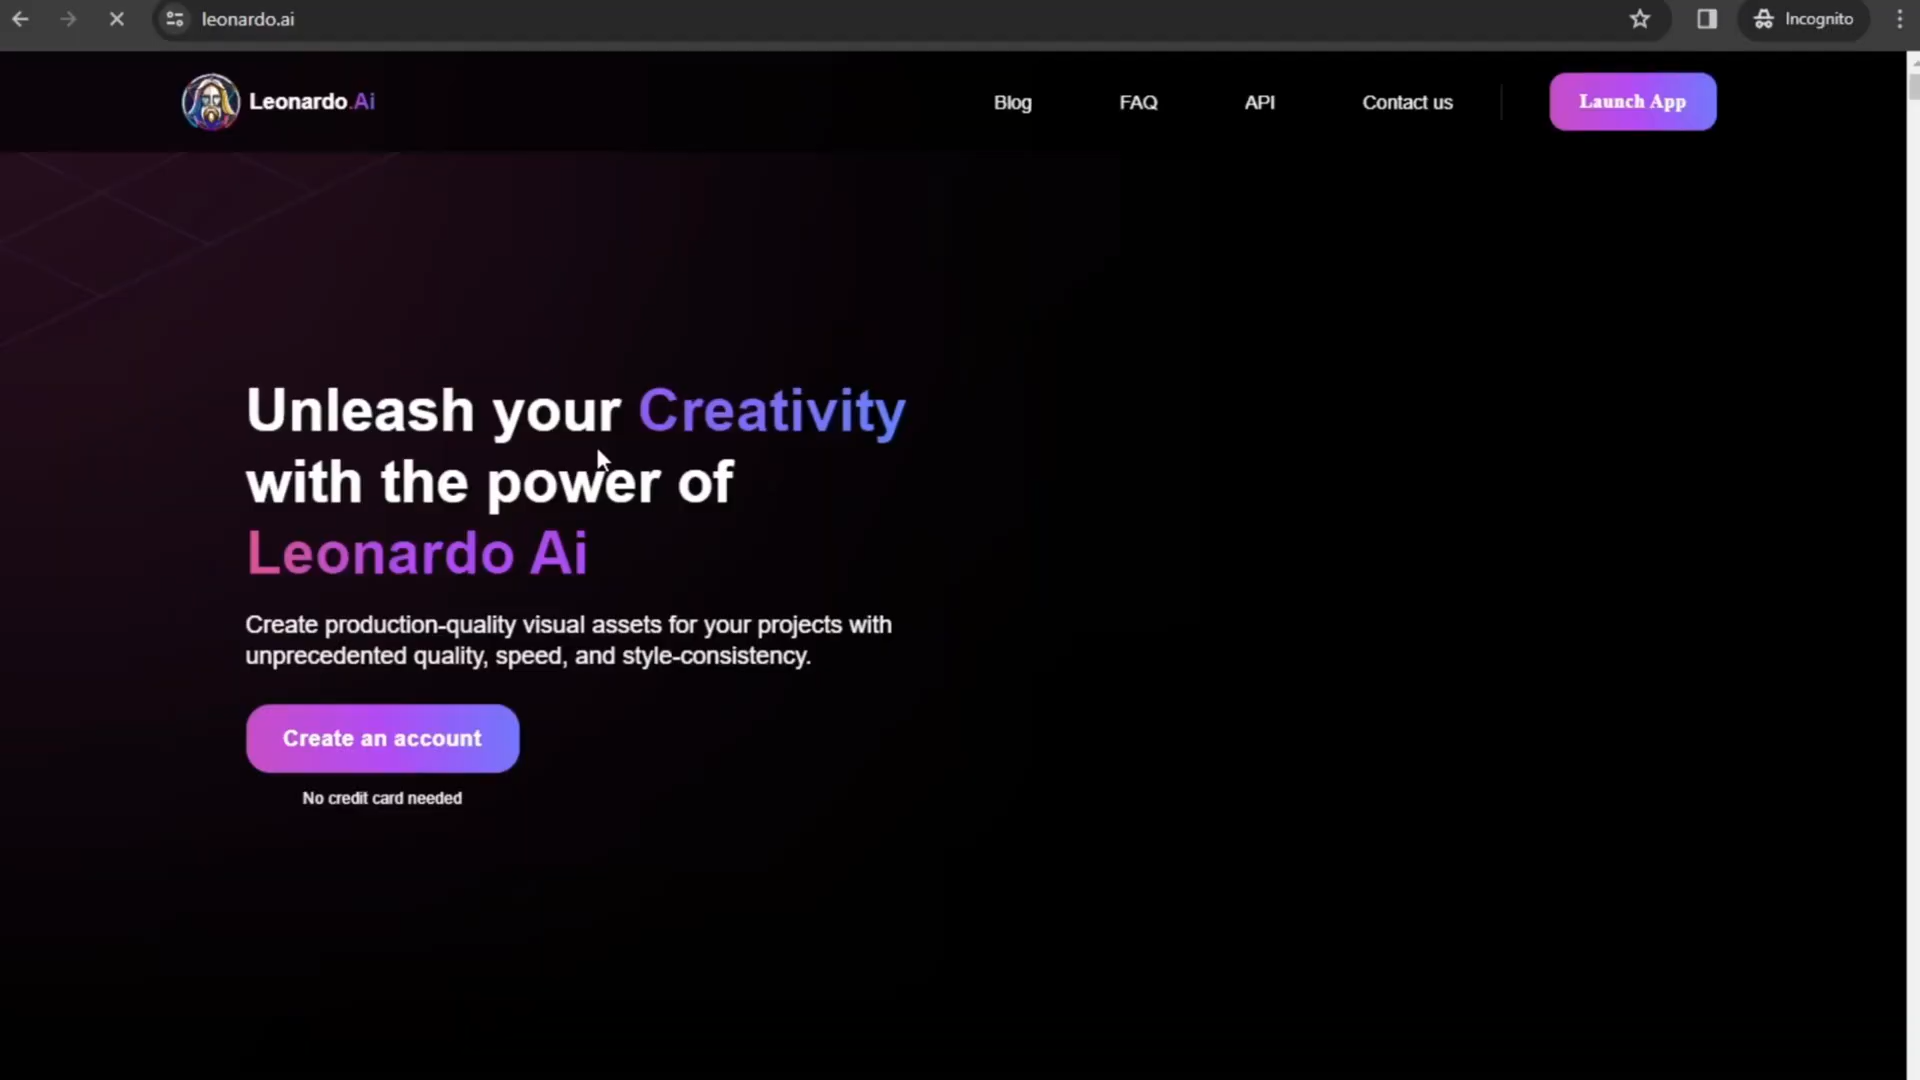 leonardo.ai
Incognito
Leonardo.Ai
Blog
FAQ
API
Contact us
Launch App
Unleash your Creativity
with the power of
Leonardo Ai
Create production-quality visual assets for your projects with
unprecedented quality, speed, and style-consistency.
Create an account
No credit card needed